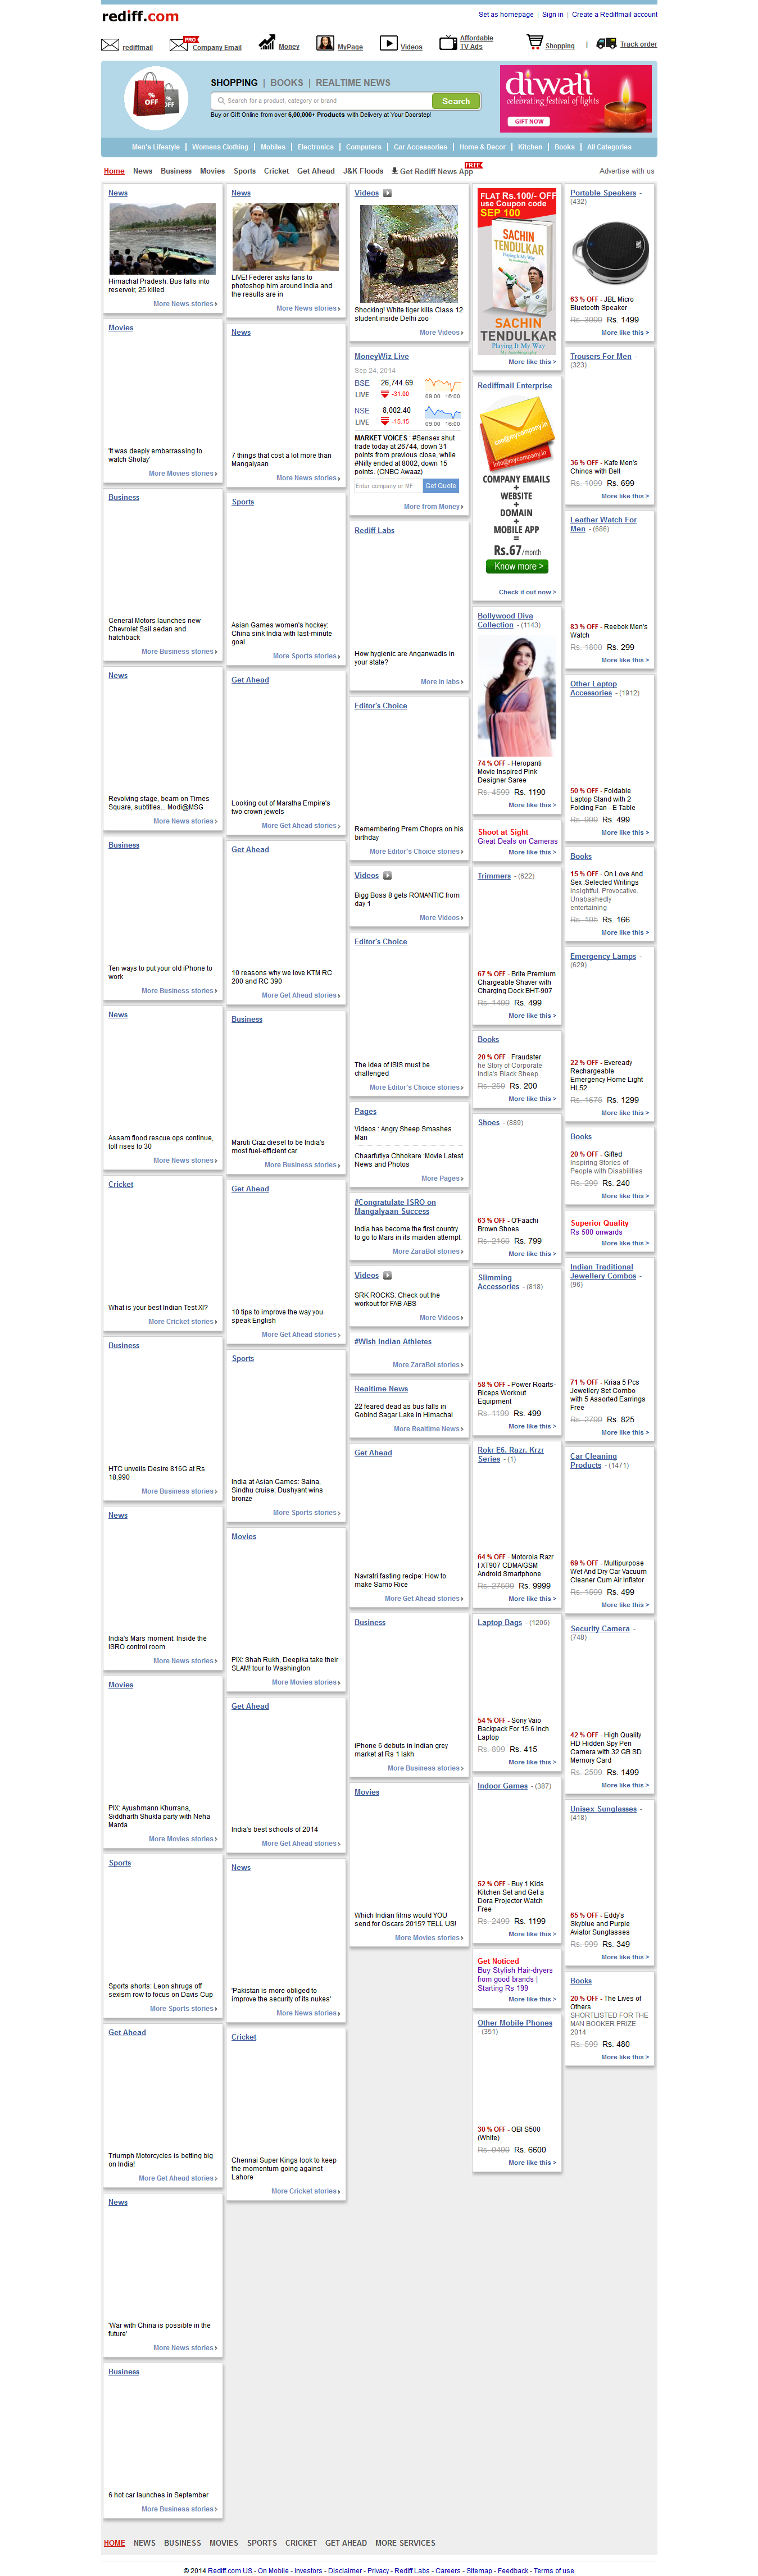 rediff.com
Set as homepage | Sign in | Create a Rediffmail account
rediffmail
PRO
Company Email
Money
MyPage
Videos
Affordable
TV Ads
Shopping
Track order
SHOPPING | BOOKS | REALTIME NEWS
Search for a product, category or brand
Search
Buy or Gift Online from over 6,00,000+ Products with Delivery at Your Doorstep!
% OFF
% OFF
diwali
celebrating festival of lights
GIFT NOW
Men's Lifestyle | Womens Clothing | Mobiles | Electronics | Computers | Car Accessories | Home & Decor | Kitchen | Books | All Categories
Home News Business Movies Sports Cricket Get Ahead J&K Floods Get Rediff News App
FREE
Advertise with us
News
Himachal Pradesh: Bus falls into
reservoir, 25 killed
More News stories
Movies
'It was deeply embarrassing to
watch Sholay'
More Movies stories
Business
General Motors launches new
Chevrolet Sail sedan and
hatchback
More Business stories
News
Revolving stage, beam on Times
Square, subtitles... Modi@MSG
More News stories
Business
Ten ways to put your old iPhone to
work
More Business stories
News
Assam flood rescue ops continue,
toll rises to 30
More News stories
Cricket
What is your best Indian Test XI?
More Cricket stories
Business
HTC unveils Desire 816G at Rs
18,990
More Business stories
News
India's Mars moment: Inside the
ISRO control room
More News stories
Movies
PIX: Ayushmann Khurrana,
Siddharth Shukla party with Neha
Marda
More Movies stories
Sports
Sports shorts: Leon shrugs off
sexism row to focus on Davis Cup
More Sports stories
Get Ahead
Triumph Motorcycles is betting big
on India!
More Get Ahead stories
News
'War with China is possible in the
future'
More News stories
Business
6 hot car launches in September
More Business stories
News
LIVE! Federer asks fans to
photoshop him around India and
the results are in
More News stories
News
7 things that cost a lot more than
Mangalyaan
More News stories
Sports
Asian Games women's hockey:
China sink India with last-minute
goal
More Sports stories
Get Ahead
Looking out of Maratha Empire's
two crown jewels
More Get Ahead stories
Get Ahead
10 reasons why we love KTM RC
200 and RC 390
More Get Ahead stories
Business
Maruti Ciaz diesel to be India's
most fuel-efficient car
More Business stories
Get Ahead
10 tips to improve the way you
speak English
More Get Ahead stories
Sports
India at Asian Games: Saina,
Sindhu cruise; Dushyant wins
bronze
More Sports stories
Movies
PIX: Shah Rukh, Deepika take their
SLAM! tour to Washington
More Movies stories
Get Ahead
India's best schools of 2014
More Get Ahead stories
News
'Pakistan is more obliged to
improve the security of its nukes'
More News stories
Cricket
Chennai Super Kings look to keep
the momentum going against
Lahore
More Cricket stories
Videos
Shocking! White tiger kills Class 12
student inside Delhi zoo
More Videos
MoneyWiz Live
Sep 24, 2014
BSE 26,744.69
LIVE -31.00
09:00 16:00
NSE 8,002.40
LIVE -15.15
09:00 16:00
MARKET VOICES : #Sensex shut
trade today at 26744, down 31
points from previous close, while
#Nifty ended at 8002, down 15
points. (CNBC Awaaz)
Enter company or MF Get Quote
More from Money
Rediff Labs
How hygienic are Anganwadis in
your state?
More in labs
Editor's Choice
Remembering Prem Chopra on his
birthday
More Editor's Choice stories
Videos
Bigg Boss 8 gets ROMANTIC from
day 1
More Videos
Editor's Choice
The idea of ISIS must be
challenged
More Editor's Choice stories
Pages
Videos : Angry Sheep Smashes
Man
Chaarfutiya Chhokare :Movie Latest
News and Photos
More Pages
#Congratulate ISRO on
Mangalyaan Success
India has become the first country
to go to Mars in its maiden attempt.
More ZaraBol stories
Videos
SRK ROCKS: Check out the
workout for FAB ABS
More Videos
#Wish Indian Athletes
More ZaraBol stories
Realtime News
22 feared dead as bus falls in
Gobind Sagar Lake in Himachal
More Realtime News
Get Ahead
Navratri fasting recipe: How to
make Samo Rice
More Get Ahead stories
Business
iPhone 6 debuts in Indian grey
market at Rs 1 lakh
More Business stories
Movies
Which Indian films would YOU
send for Oscars 2015? TELL US!
More Movies stories
FLAT Rs.100/- OFF
use Coupon code
SEP 100
SACHIN
TENDULKAR
Playing It My Way
SACHIN
TENDULKAR
Playing It My Way
My Autobiography
More like this >
Rediffmail Enterprise
ceo@mycompany.in
info@mycompany.in
COMPANY EMAILS
+
WEBSITE
+
DOMAIN
+
MOBILE APP
=
Rs.67/month
Know more >
Check it out now >
Bollywood Diva
Collection - (1143)
74 % OFF - Heropanti
Movie Inspired Pink
Designer Saree
Rs. 4599 Rs. 1190
More like this >
Shoot at Sight
Great Deals on Cameras
More like this >
Trimmers - (622)
67 % OFF - Brite Premium
Chargeable Shaver with
Charging Dock BHT-907
Rs. 1499 Rs. 499
More like this >
Books
20 % OFF - Fraudster
he Story of Corporate
India's Black Sheep
Rs. 250 Rs. 200
More like this >
Shoes - (889)
63 % OFF - O'Faachi
Brown Shoes
Rs. 2150 Rs. 799
More like this >
Slimming
Accessories - (818)
58 % OFF - Power Roarts-
Biceps Workout
Equipment
Rs. 1199 Rs. 499
More like this >
Rokr E6, Razr, Krzr
Series - (1)
64 % OFF - Motorola Razr
I XT907 CDMA/GSM
Android Smartphone
Rs. 27599 Rs. 9999
More like this >
Laptop Bags - (1206)
54 % OFF - Sony Vaio
Backpack For 15.6 Inch
Laptop
Rs. 899 Rs. 415
More like this >
Indoor Games - (387)
52 % OFF - Buy 1 Kids
Kitchen Set and Get a
Dora Projector Watch
Free
Rs. 2499 Rs. 1199
More like this >
Get Noticed
Buy Stylish Hair-dryers
from good brands |
Starting Rs 199
More like this >
Other Mobile Phones
- (351)
30 % OFF - OBI S500
(White)
Rs. 9490 Rs. 6600
More like this >
Portable Speakers -
(432)
63 % OFF - JBL Micro
Bluetooth Speaker
Rs. 3990 Rs. 1499
More like this >
Trousers For Men -
(323)
36 % OFF - Kafe Men's
Chinos with Belt
Rs. 1099 Rs. 699
More like this >
Leather Watch For
Men - (686)
83 % OFF - Reebok Men's
Watch
Rs. 1800 Rs. 299
More like this >
Other Laptop
Accessories - (1912)
50 % OFF - Foldable
Laptop Stand with 2
Folding Fan - E Table
Rs. 999 Rs. 499
More like this >
Books
15 % OFF - On Love And
Sex :Selected Writings
Insightful. Provocative.
Unabashedly
entertaining
Rs. 195 Rs. 166
More like this >
Emergency Lamps -
(629)
22 % OFF - Eveready
Rechargeable
Emergency Home Light
HL52
Rs. 1675 Rs. 1299
More like this >
Books
20 % OFF - Gifted
Inspiring Stories of
People with Disabilities
Rs. 299 Rs. 240
More like this >
Superior Quality
Rs 500 onwards
More like this >
Indian Traditional
Jewellery Combos -
(96)
71 % OFF - Kriaa 5 Pcs
Jewellery Set Combo
with 5 Assorted Earrings
Free
Rs. 2799 Rs. 825
More like this >
Car Cleaning
Products - (1471)
69 % OFF - Multipurpose
Wet And Dry Car Vacuum
Cleaner Cum Air Inflator
Rs. 1599 Rs. 499
More like this >
Security Camera -
(748)
42 % OFF - High Quality
HD Hidden Spy Pen
Camera with 32 GB SD
Memory Card
Rs. 2599 Rs. 1499
More like this >
Unisex Sunglasses -
(418)
65 % OFF - Eddy's
Skyblue and Purple
Aviator Sunglasses
Rs. 999 Rs. 349
More like this >
Books
20 % OFF - The Lives of
Others
SHORTLISTED FOR THE
MAN BOOKER PRIZE
2014
Rs. 599 Rs. 480
More like this >
HOME NEWS BUSINESS MOVIES SPORTS CRICKET GET AHEAD MORE SERVICES
© 2014 Rediff.com US - On Mobile - Investors - Disclaimer - Privacy - Rediff Labs - Careers - Sitemap - Feedback - Terms of use